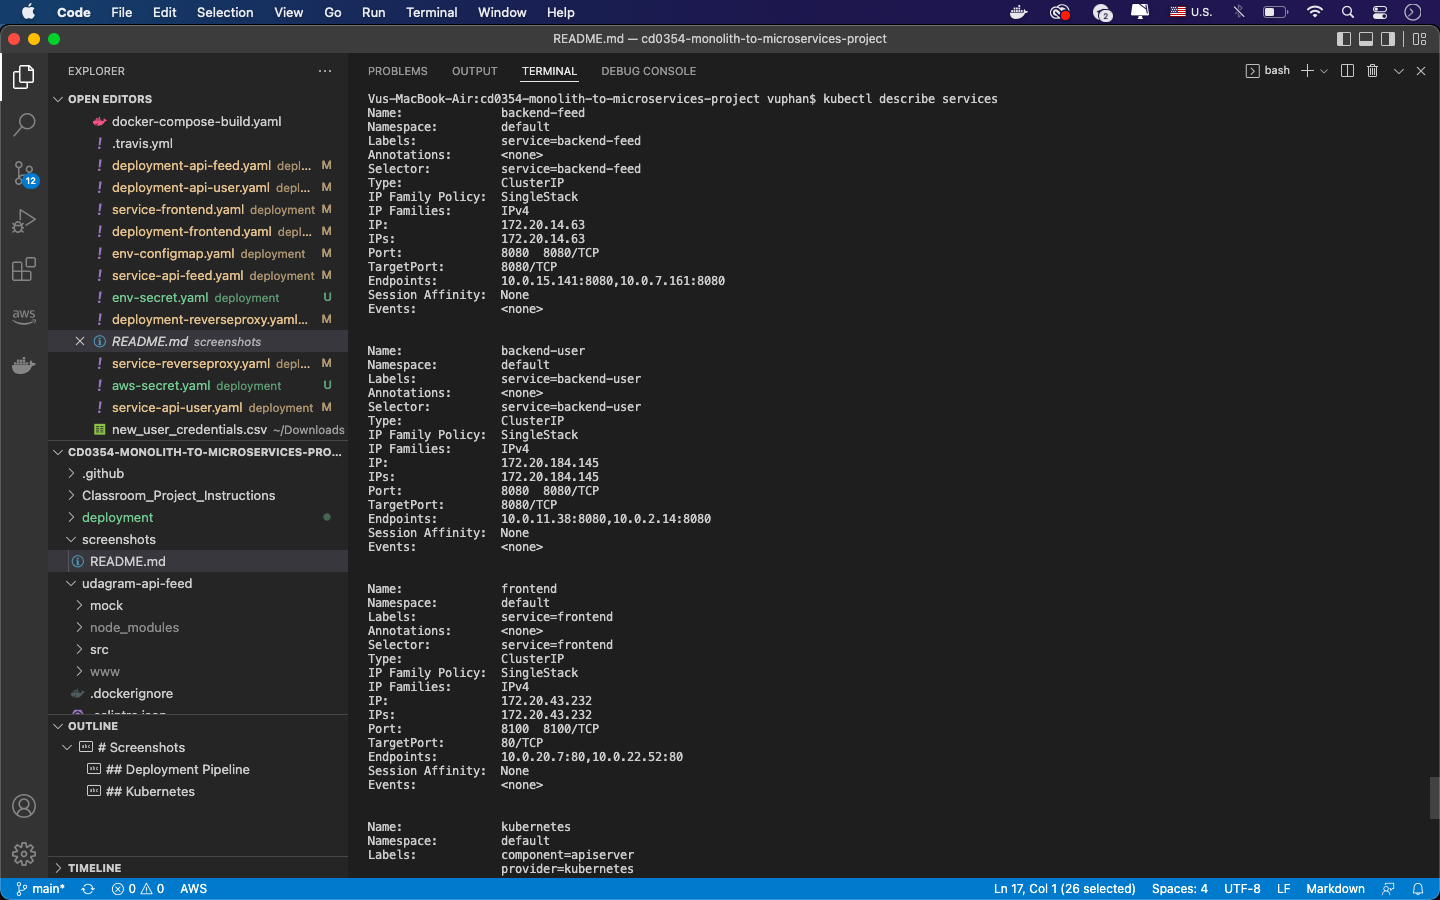 Code File Edit Selection View Go Run Terminal Window Help
2 U.S.
README.md — cd0354-monolith-to-microservices-project
EXPLORER
OPEN EDITORS
docker-compose-build.yaml
! .travis.yml
! deployment-api-feed.yaml depl... M
! deployment-api-user.yaml depl... M
! service-frontend.yaml deployment M
! deployment-frontend.yaml depl... M
! env-configmap.yaml deployment M
! service-api-feed.yaml deployment M
! env-secret.yaml deployment U
! deployment-reverseproxy.yaml... M
README.md screenshots
! service-reverseproxy.yaml depl... M
! aws-secret.yaml deployment U
! service-api-user.yaml deployment M
new_user_credentials.csv ~/Downloads
CD0354-MONOLITH-TO-MICROSERVICES-PRO...
.github
Classroom_Project_Instructions
deployment
screenshots
README.md
udagram-api-feed
mock
node_modules
src
www
.dockerignore
OUTLINE
# Screenshots
## Deployment Pipeline
## Kubernetes
TIMELINE
12
aws
PROBLEMS OUTPUT TERMINAL DEBUG CONSOLE
bash
Vus-MacBook-Air:cd0354-monolith-to-microservices-project vuphan$ kubectl describe services
Name: backend-feed
Namespace: default
Labels: service=backend-feed
Annotations: <none>
Selector: service=backend-feed
Type: ClusterIP
IP Family Policy: SingleStack
IP Families: IPv4
IP: 172.20.14.63
IPs: 172.20.14.63
Port: 8080 8080/TCP
TargetPort: 8080/TCP
Endpoints: 10.0.15.141:8080,10.0.7.161:8080
Session Affinity: None
Events: <none>
Name: backend-user
Namespace: default
Labels: service=backend-user
Annotations: <none>
Selector: service=backend-user
Type: ClusterIP
IP Family Policy: SingleStack
IP Families: IPv4
IP: 172.20.184.145
IPs: 172.20.184.145
Port: 8080 8080/TCP
TargetPort: 8080/TCP
Endpoints: 10.0.11.38:8080,10.0.2.14:8080
Session Affinity: None
Events: <none>
Name: frontend
Namespace: default
Labels: service=frontend
Annotations: <none>
Selector: service=frontend
Type: ClusterIP
IP Family Policy: SingleStack
IP Families: IPv4
IP: 172.20.43.232
IPs: 172.20.43.232
Port: 8100 8100/TCP
TargetPort: 80/TCP
Endpoints: 10.0.20.7:80,10.0.22.52:80
Session Affinity: None
Events: <none>
Name: kubernetes
Namespace: default
Labels: component=apiserver
provider=kubernetes
main* 0 0 AWS
Ln 17, Col 1 (26 selected) Spaces: 4 UTF-8 LF Markdown